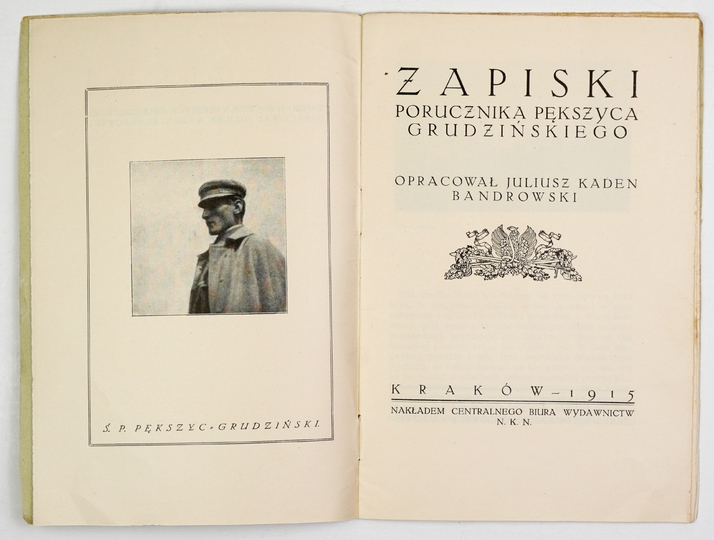 Ś. P. PĘKSZYC-GRUDZIŃSKI.
ZAPISKI
PORUCZNIKA PĘKSZYCA
GRUDZIŃSKIEGO
OPRACOWAŁ JULIUSZ KADEN
BANDROWSKI
KRAKÓW — 1915
NAKŁADEM CENTRALNEGO BIURA WYDAWNICTW
N. K. N.